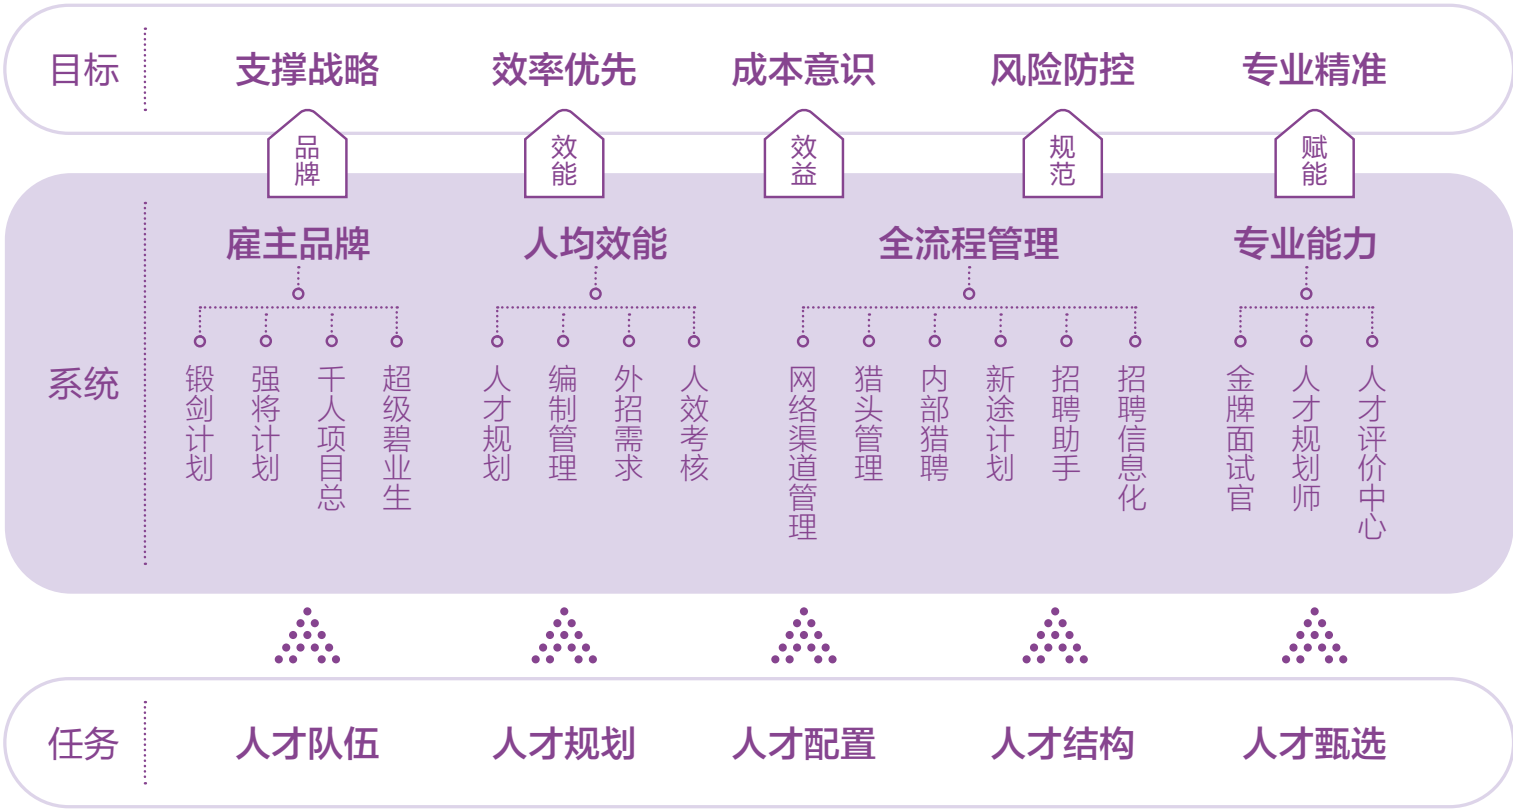 目标
支撑战略
效率优先
成本意识
风险防控
专业精准
品牌
效能
效益
规范
赋能
系统
雇主品牌
人均效能
全流程管理
专业能力
锻剑计划
强将计划
千人项目总
超级碧业生
人才规划
编制管理
外招需求
人效考核
网络渠道管理
猎头管理
内部猎聘
新途计划
招聘助手
招聘信息化
金牌面试官
人才规划师
人才评价中心
任务
人才队伍
人才规划
人才配置
人才结构
人才甄选